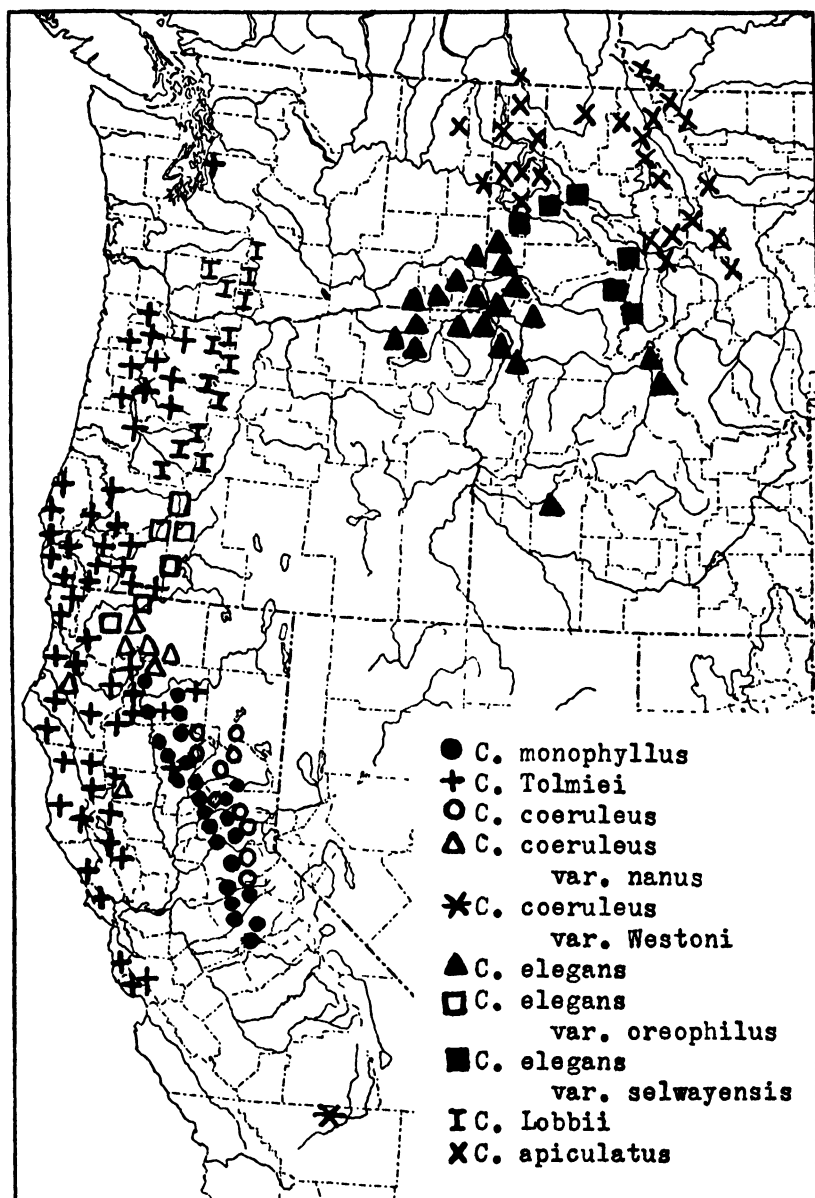 C. monophyllus
C. Tolmiei
C. coeruleus
C. coeruleus
var. nanus
C. coeruleus
var. Westoni
C. elegans
C. elegans
var. oreophilus
C. elegans
var. selwayensis
C. Lobbii
C. apiculatus